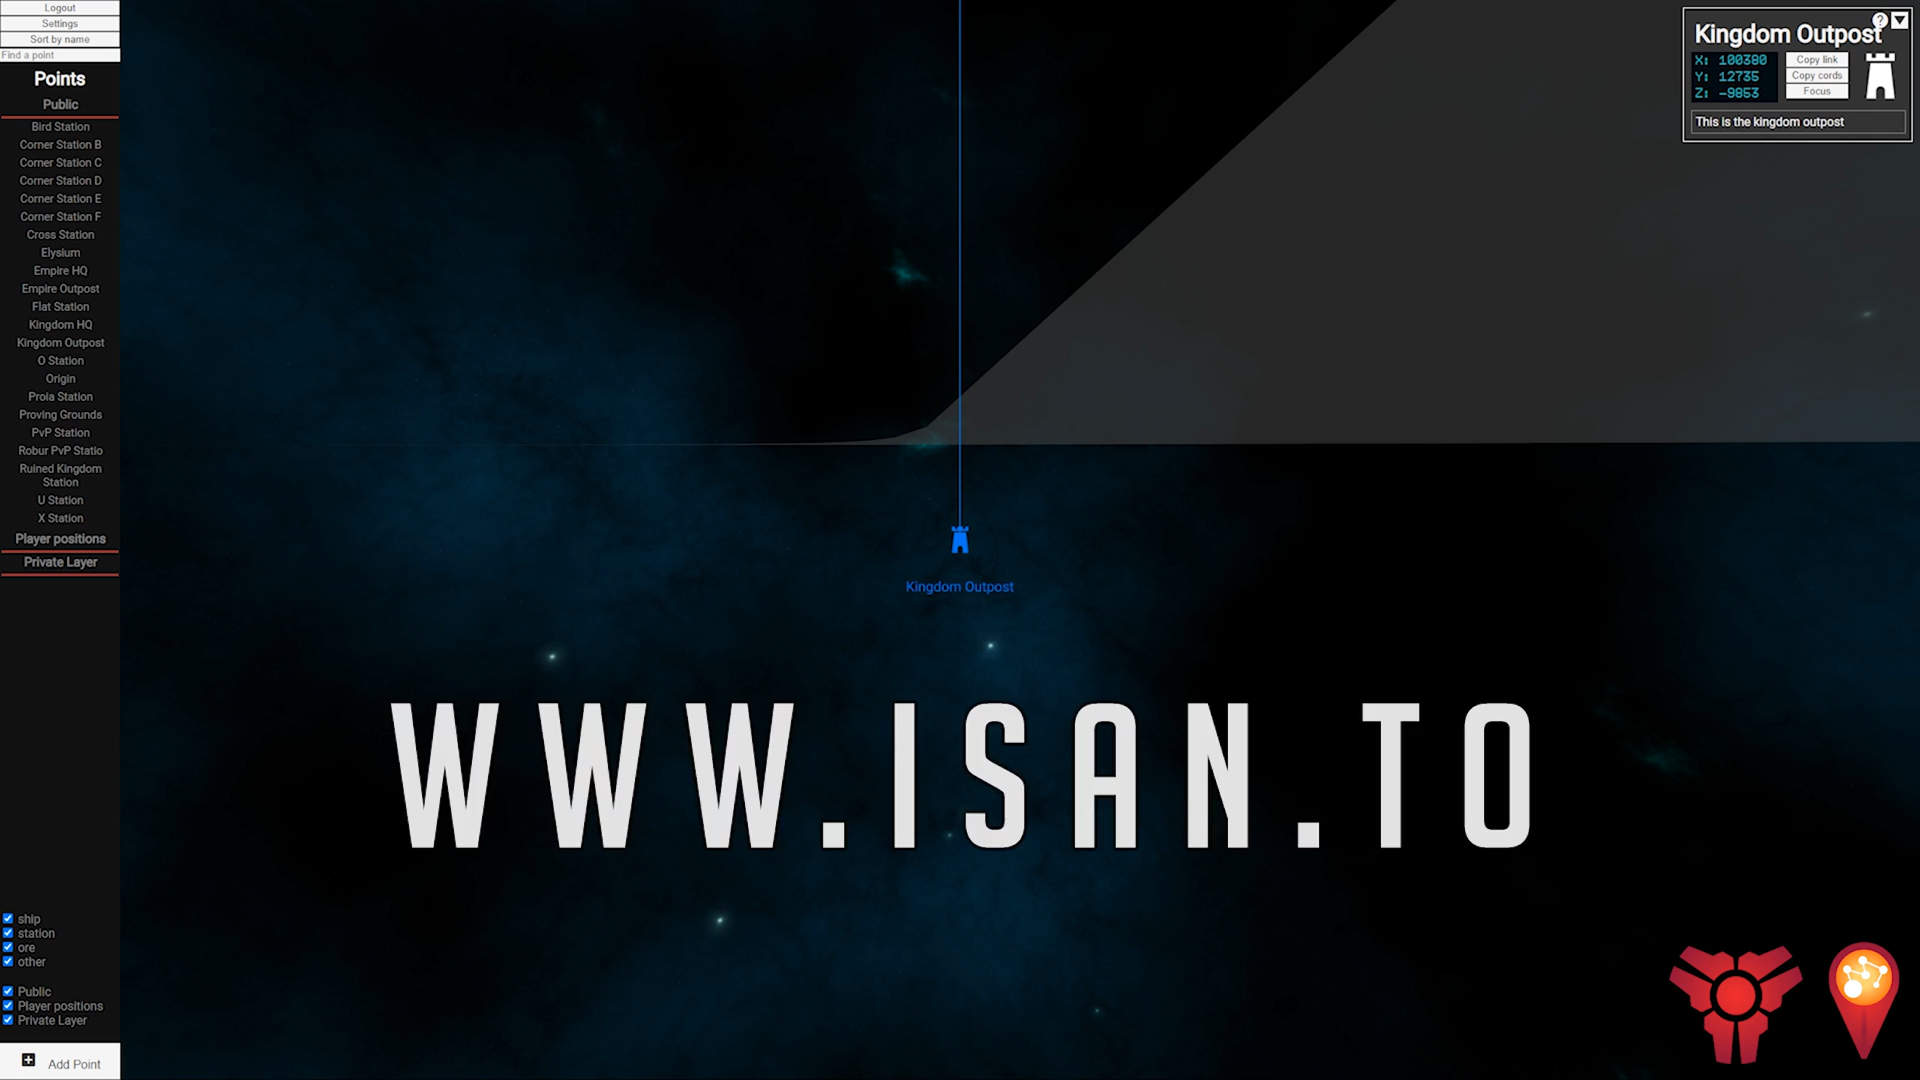 Logout
Settings
Sort by name
Find a point
Points
Public
Bird Station
Corner Station B
Corner Station C
Corner Station D
Corner Station E
Corner Station F
Cross Station
Elysium
Empire HQ
Empire Outpost
Flat Station
Kingdom HQ
Kingdom Outpost
O Station
Origin
Prola Station
Proving Grounds
PvP Station
Robur PvP Statio
Ruined Kingdom
Station
U Station
X Station
Player positions
Private Layer
ship
station
ore
other
Public
Player positions
Private Layer
Add Point
Kingdom Outpost
WWW.ISAN.TO
Kingdom Outpost
?
X: 100380
Y: 12735
Z: -9853
Copy link
Copy cords
Focus
This is the kingdom outpost